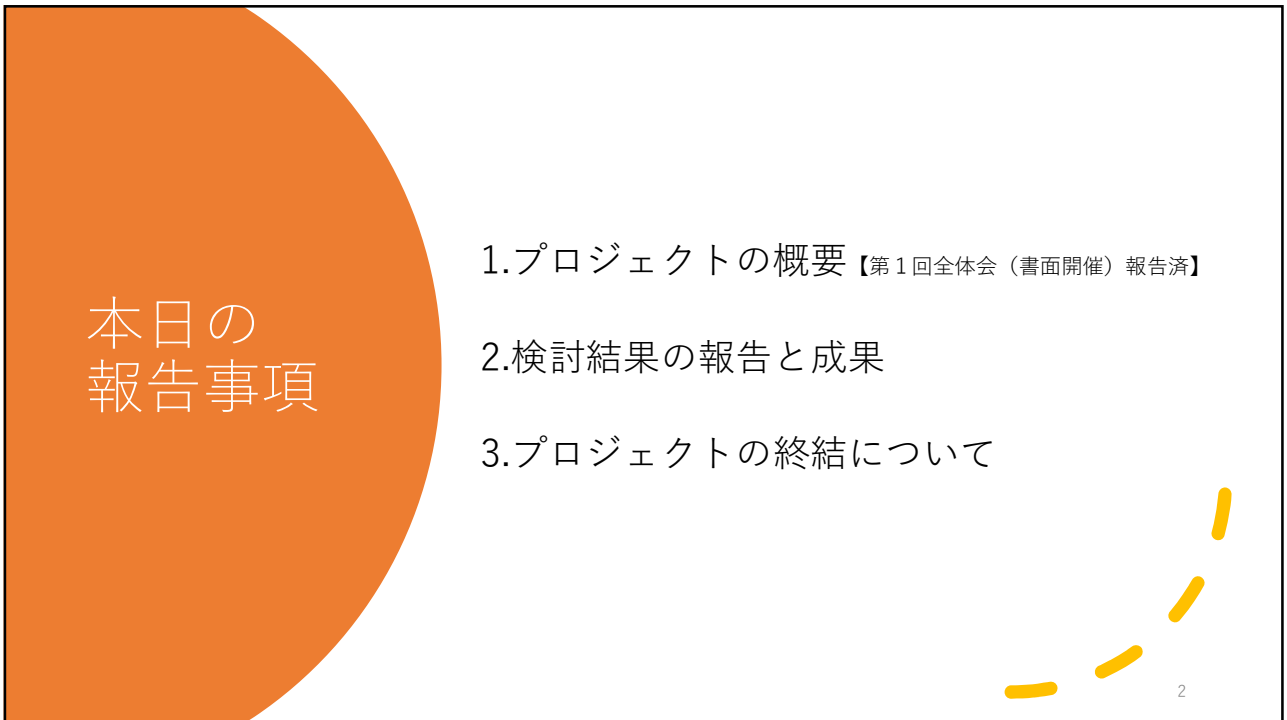 本日の
報告事項
1.プロジェクトの概要【第１回全体会（書面開催）報告済】
2.検討結果の報告と成果
3.プロジェクトの終結について
2